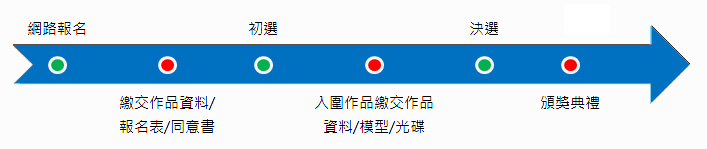 網路報名
初選
決選
繳交作品資料/
報名表/同意書
入圍作品繳交作品
資料/模型/光碟
頒獎典禮